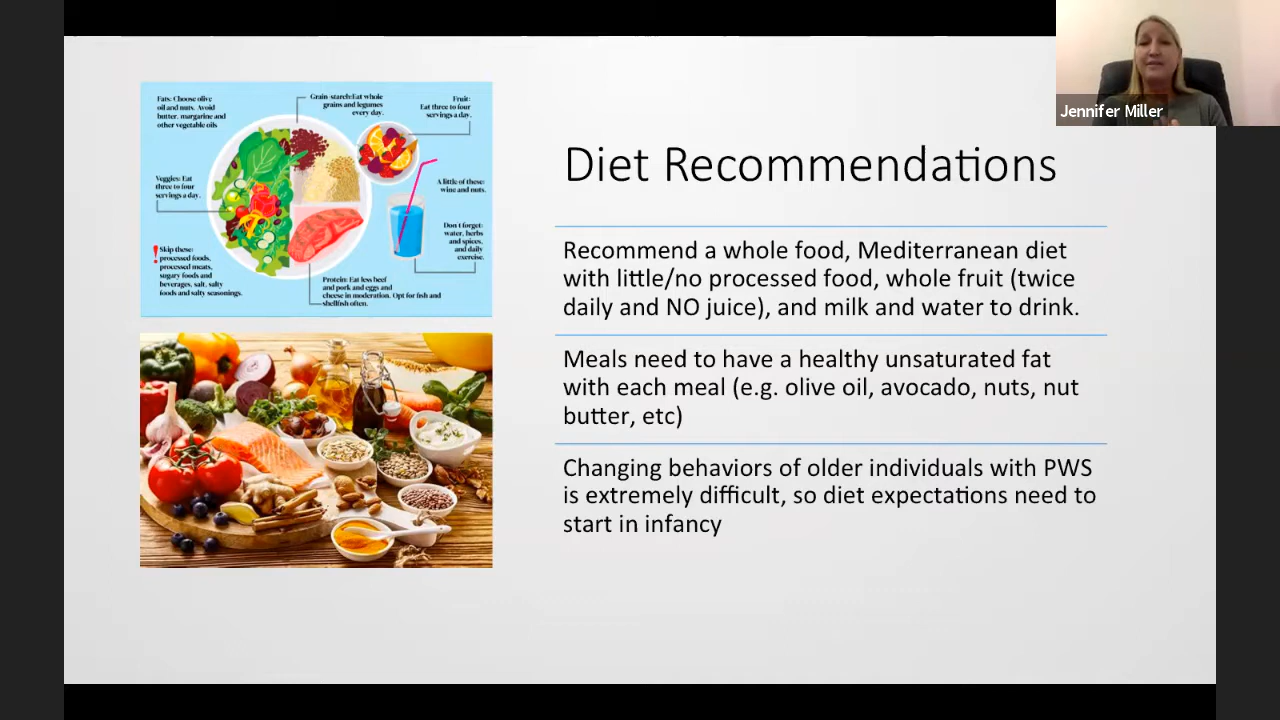 Fats: Choose olive
oil and nuts. Avoid
butter, margarine and
other vegetable oils
Grain-starch: Eat whole
grains and legumes
every day.
Fruit:
Eat three to four
servings a day.
Veggies: Eat
three to four
servings a day.
A little of these:
wine and nuts.
Don't forget:
water, herbs
and spices,
and daily
exercise.
! Skip these:
processed foods,
processed meats,
sugary foods and
beverages, salt, salty
foods and salty seasonings.
Protein: Eat less beef
and pork and eggs and
cheese in moderation. Opt for fish and
shellfish often.
Jennifer Miller
Diet Recommendations
Recommend a whole food, Mediterranean diet
with little/no processed food, whole fruit (twice
daily and NO juice), and milk and water to drink.
Meals need to have a healthy unsaturated fat
with each meal (e.g. olive oil, avocado, nuts, nut
butter, etc)
Changing behaviors of older individuals with PWS
is extremely difficult, so diet expectations need to
start in infancy